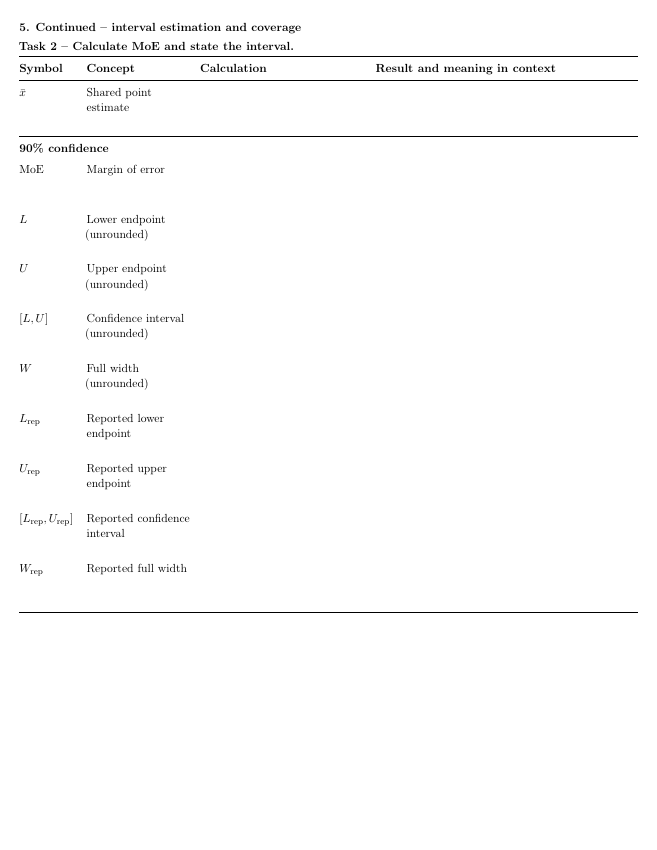 5. Continued – interval estimation and coverage
Task 2 – Calculate MoE and state the interval.
Symbol Concept Calculation Result and meaning in context
x̄ Shared point
estimate
90% confidence
MoE Margin of error
L Lower endpoint
(unrounded)
U Upper endpoint
(unrounded)
[L, U] Confidence interval
(unrounded)
W Full width
(unrounded)
L_rep Reported lower
endpoint
U_rep Reported upper
endpoint
[L_rep, U_rep] Reported confidence
interval
W_rep Reported full width